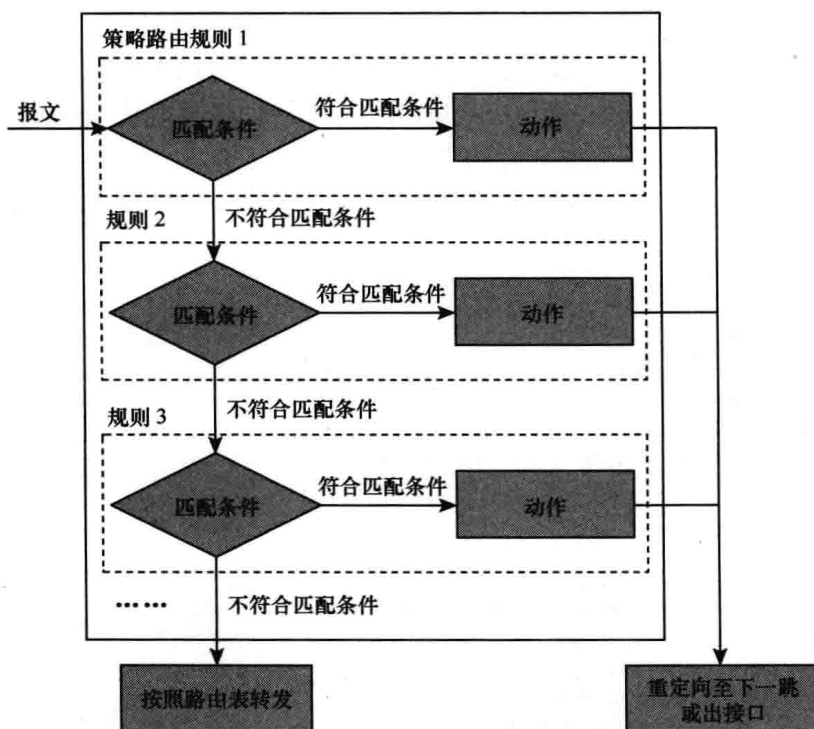 策略路由规则 1
报文
匹配条件
符合匹配条件
动作
不符合匹配条件
规则 2
匹配条件
符合匹配条件
动作
不符合匹配条件
规则 3
匹配条件
符合匹配条件
动作
……
不符合匹配条件
按照路由表转发
重定向至下一跳
或出接口